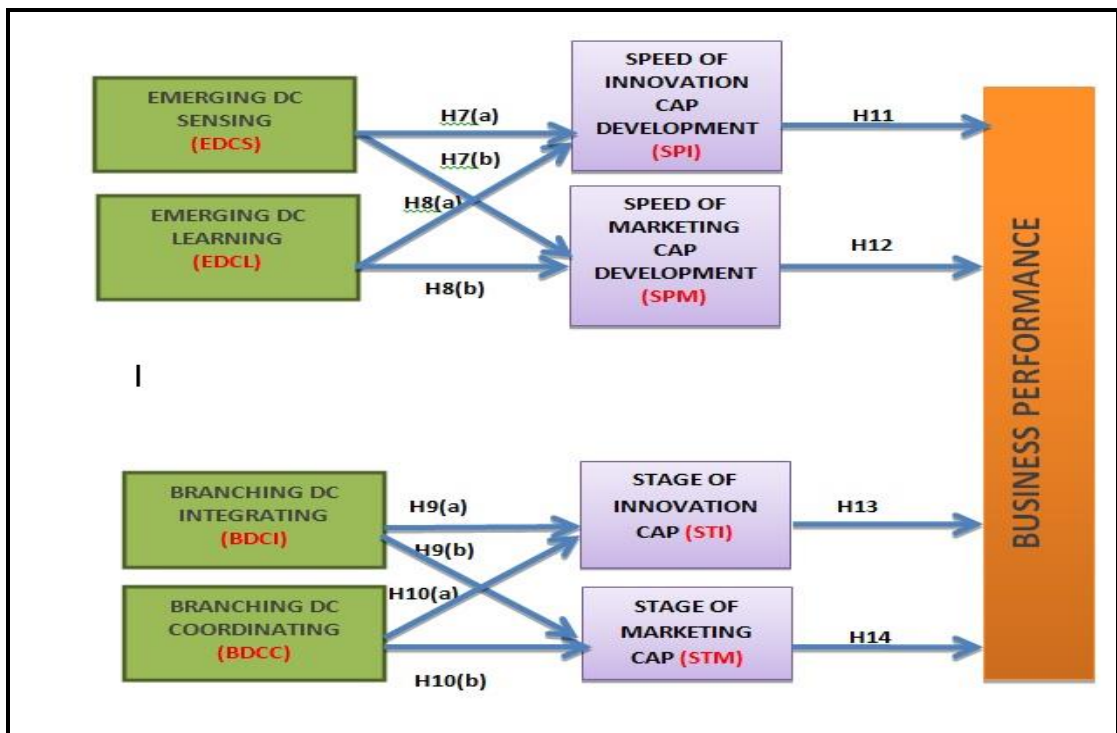 EMERGING DC
SENSING
(EDCS)
H7(a)
H7(b)
SPEED OF
INNOVATION
CAP
DEVELOPMENT
(SPI)
H11
EMERGING DC
LEARNING
(EDCL)
H8(a)
H8(b)
SPEED OF
MARKETING
CAP
DEVELOPMENT
(SPM)
H12
BRANCHING DC
INTEGRATING
(BDCI)
H9(a)
H9(b)
STAGE OF
INNOVATION
CAP (STI)
H13
BRANCHING DC
COORDINATING
(BDCC)
H10(a)
H10(b)
STAGE OF
MARKETING
CAP (STM)
H14
BUSINESS PERFORMANCE